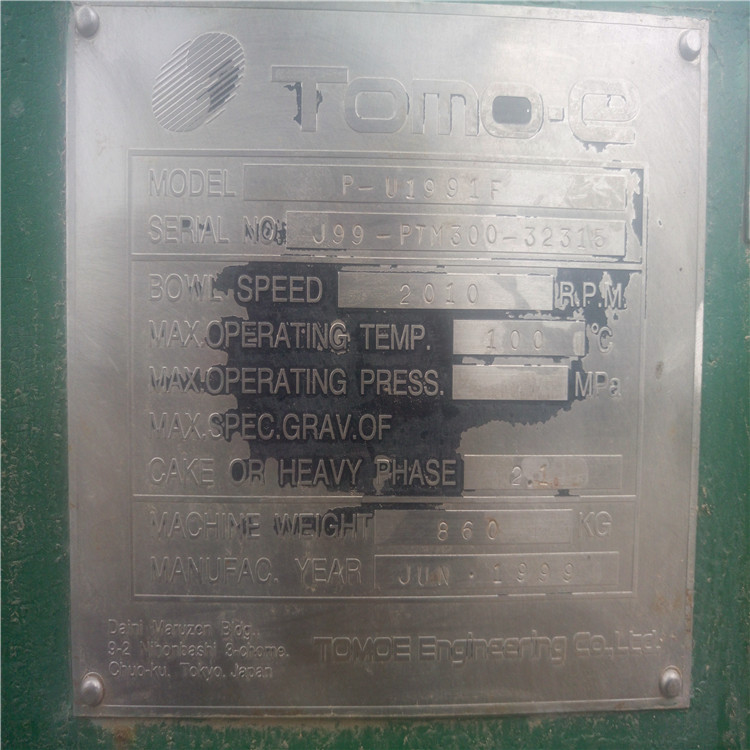 Tomo-e
MODEL P-U1991F
SERIAL NO. J99-PTM300-32315
BOWL SPEED 2010 R.P.M.
MAX.OPERATING TEMP. 100 °C
MAX.OPERATING PRESS. MPa
MAX.SPEC.GRAV.OF
CAKE OR HEAVY PHASE 2.1
MACHINE WEIGHT 860 KG
MANUFAC. YEAR JUN.1999
Daini Maruzen Bldg.,
9-2 Nihonbashi 3-chome,
Chuo-ku, Tokyo, Japan
TOMOE Engineering Co.,Ltd.